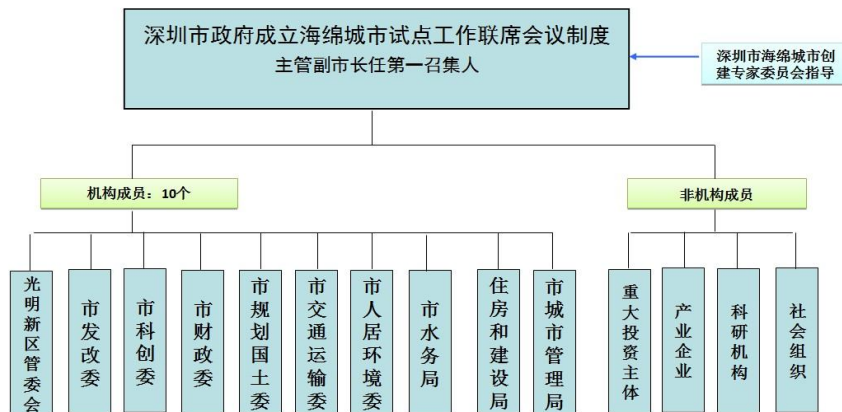 深圳市政府成立海绵城市试点工作联席会议制度
主管副市长任第一召集人
深圳市海绵城市创
建专家委员会指导
机构成员：10个
非机构成员
光明新区管委会
市发改委
市科创委
市财政委
市规划国土委
市交通运输委
市人居环境委
市水务局
住房和建设局
市城市管理局
重大投资主体
产业企业
科研机构
社会组织